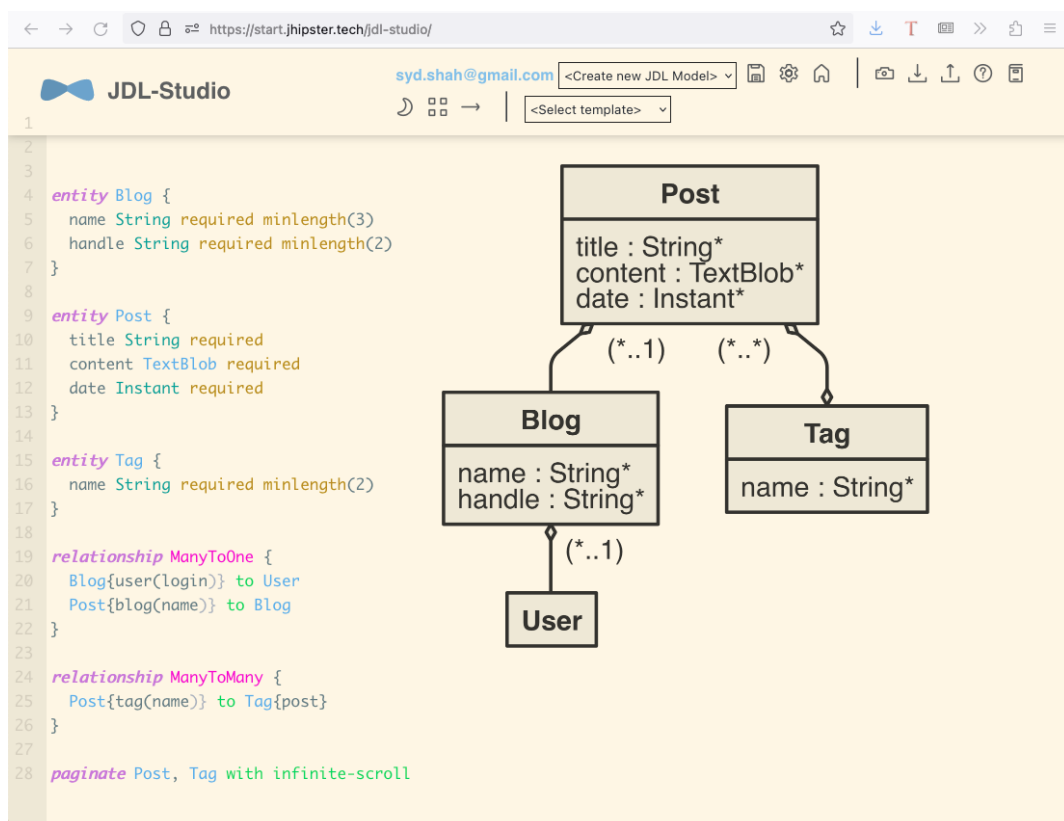 https://start.jhipster.tech/jdl-studio/
T
JDL-Studio
syd.shah@gmail.com <Create new JDL Model>
<Select template>
1
2
3
4 entity Blog {
5 name String required minlength(3)
6 handle String required minlength(2)
7 }
8
9 entity Post {
10 title String required
11 content TextBlob required
12 date Instant required
13 }
14
15 entity Tag {
16 name String required minlength(2)
17 }
18
19 relationship ManyToOne {
20 Blog{user(login)} to User
21 Post{blog(name)} to Blog
22 }
23
24 relationship ManyToMany {
25 Post{tag(name)} to Tag{post}
26 }
27
28 paginate Post, Tag with infinite-scroll
Post
title : String*
content : TextBlob*
date : Instant*
(*..1) (*..*)
Blog
name : String*
handle : String*
Tag
name : String*
(*..1)
User